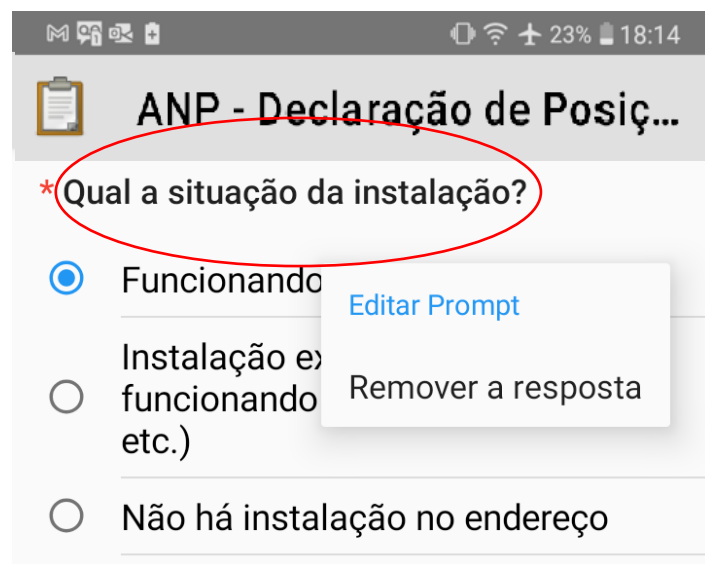 23% 18:14
ANP - Declaração de Posiç...
* Qual a situação da instalação?
Funcionando
Editar Prompt
Instalação ex
funcionando
Remover a resposta
etc.)
Não há instalação no endereço